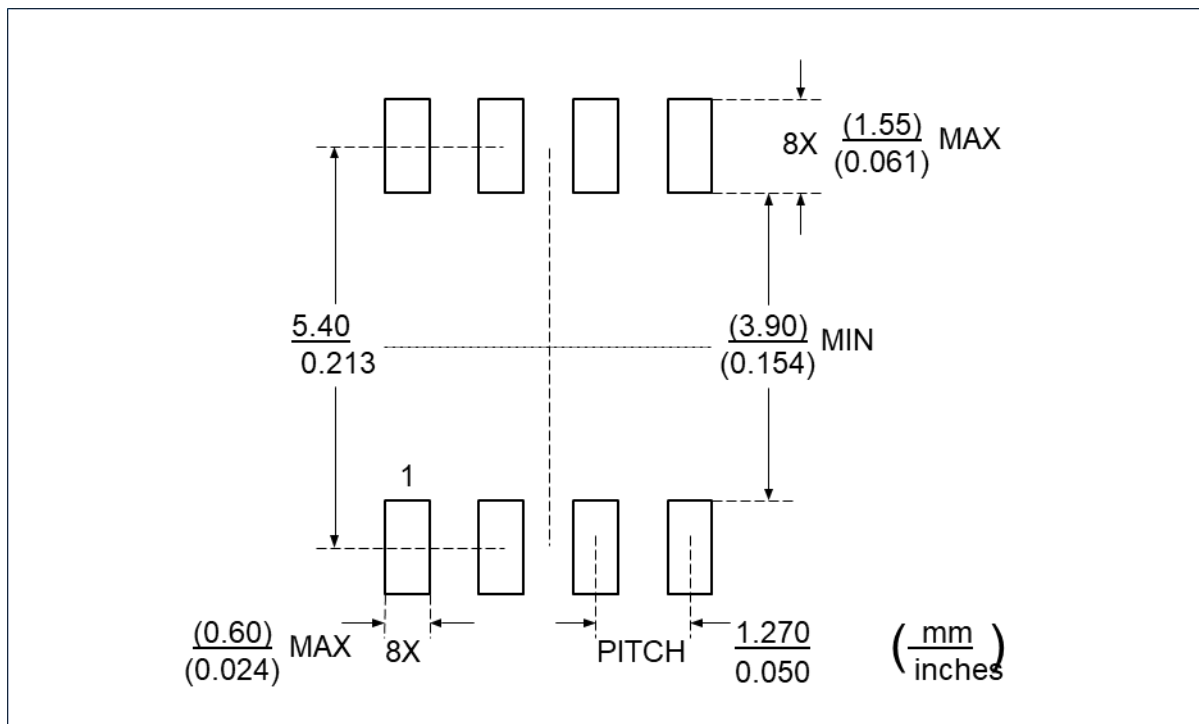 (1.55)
8X MAX
(0.061)
5.40
0.213
(3.90)
MIN
(0.154)
1
(0.60)
MAX 8X
(0.024)
PITCH
1.270
0.050
(mm
inches)